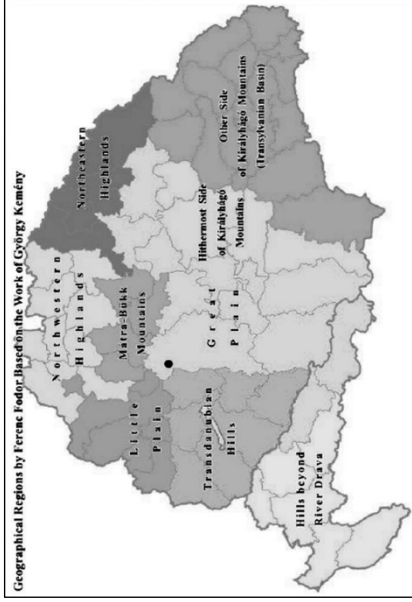 Geographical Regions by Ferenc Fodor Based on the Work of György Kemény
Northwestern
Highlands
Northeastern
Highlands
Little
Plain
Matra-Bükk
Mountains
Transdanubian
Hills
Great
Plain
Hithermost Side
of Királyhágó
Mountains
Other Side
of Királyhágó Mountains
(Transylvanian Basin)
Hills beyond
River Drava